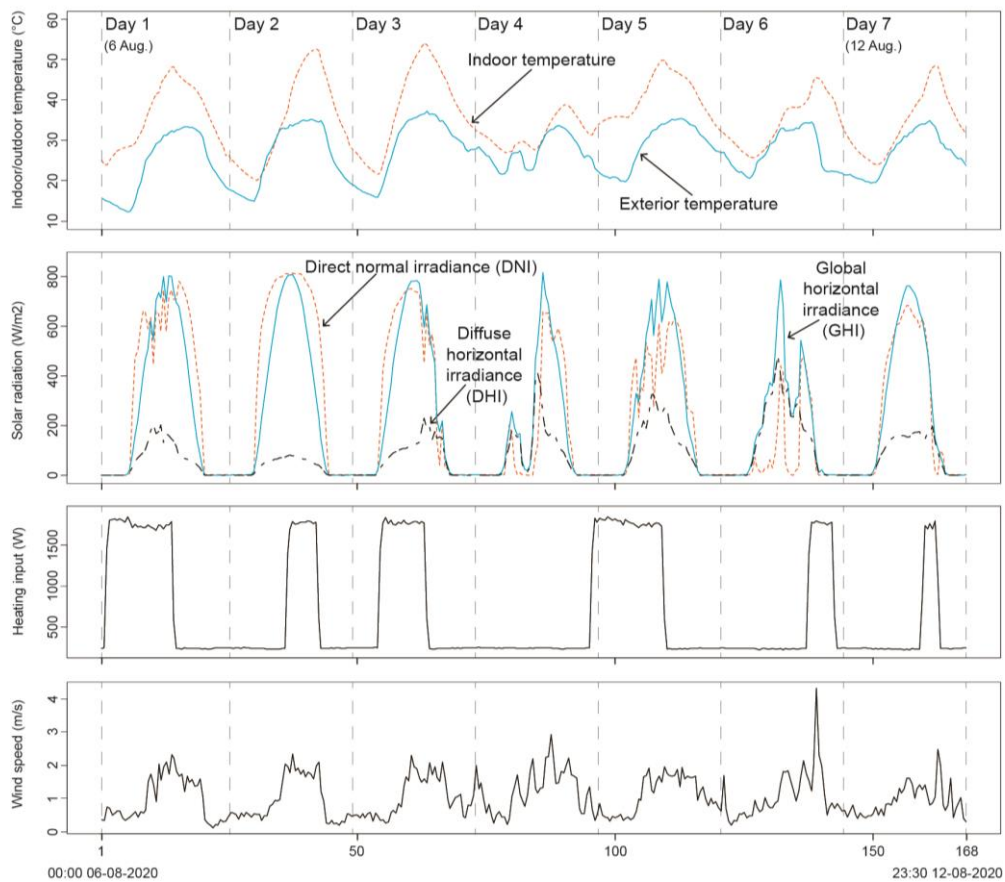 Indoor/outdoor temperature (°C)
60
50
40
30
20
10
Day 1
(6 Aug.)
Day 2
Day 3
Day 4
Day 5
Day 6
Day 7
(12 Aug.)
Indoor temperature
Exterior temperature
Solar radiation (W/m2)
800
600
400
200
0
Direct normal irradiance (DNI)
Diffuse
horizontal
irradiance
(DHI)
Global
horizontal
irradiance
(GHI)
Heating input (W)
1500
1000
500
Wind speed (m/s)
4
3
2
1
0
1
50
100
150
168
00:00 06-08-2020
23:30 12-08-2020